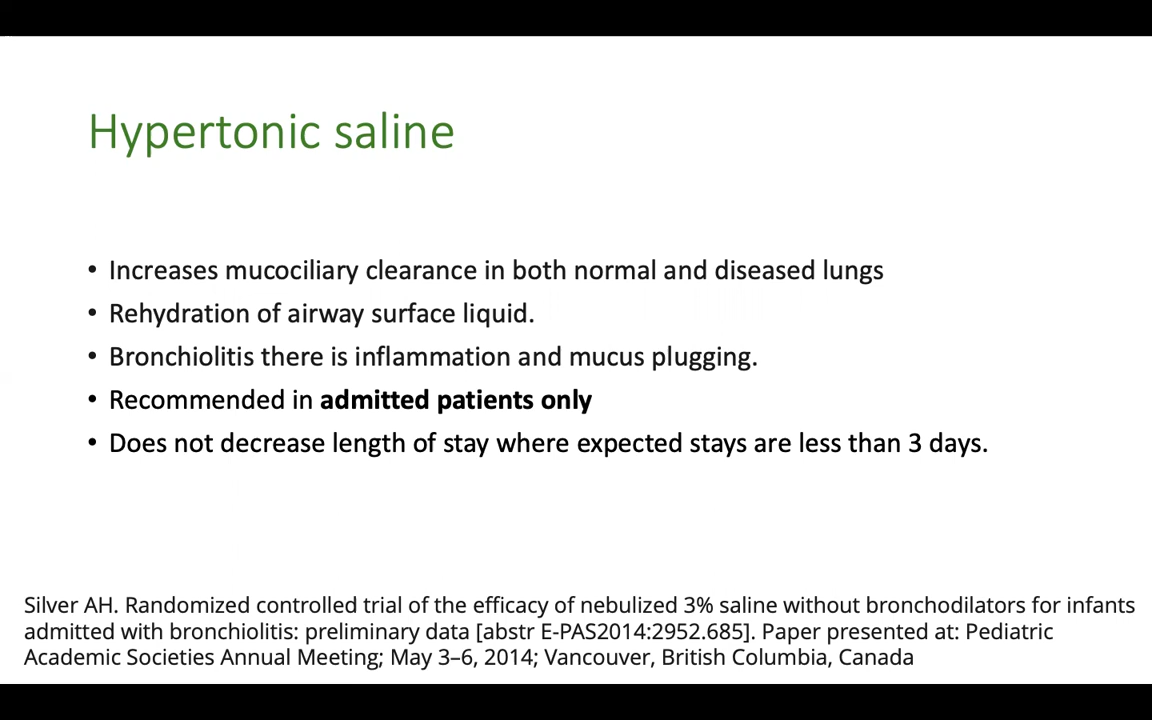 Hypertonic saline
• Increases mucociliary clearance in both normal and diseased lungs
• Rehydration of airway surface liquid.
• Bronchiolitis there is inflammation and mucus plugging.
• Recommended in admitted patients only
• Does not decrease length of stay where expected stays are less than 3 days.
Silver AH. Randomized controlled trial of the efficacy of nebulized 3% saline without bronchodilators for infants
admitted with bronchiolitis: preliminary data [abstr E-PAS2014:2952.685]. Paper presented at: Pediatric
Academic Societies Annual Meeting; May 3–6, 2014; Vancouver, British Columbia, Canada